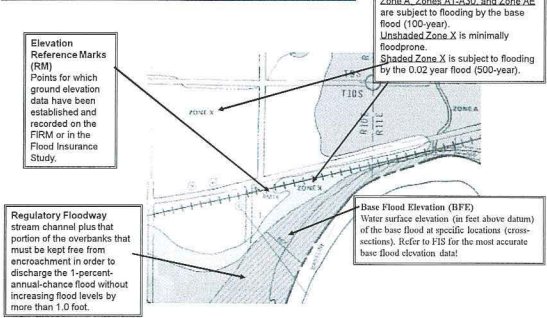 Zone A, Zones A1-A30, and Zone AE
are subject to flooding by the base
flood (100-year).
Unshaded Zone X is minimally
floodprone.
Shaded Zone X is subject to flooding
by the 0.02 year flood (500-year).
Elevation
Reference Marks
(RM)
Points for which
ground elevation
data have been
established and
recorded on the
FIRM or in the
Flood Insurance
Study.
ZONE X
ZONE A
R10E
R11E
ZONE X
Base Flood Elevation (BFE)
Water surface elevation (in feet above datum)
of the base flood at specific locations (cross-
sections). Refer to FIS for the most accurate
base flood elevation data!
Regulatory Floodway
stream channel plus that
portion of the overbanks that
must be kept free from
encroachment in order to
discharge the 1-percent-
annual-chance flood without
increasing flood levels by
more than 1.0 foot.